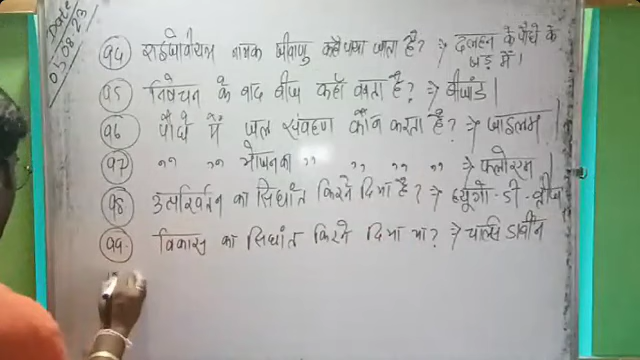 Date
05.08.23
94 राइजोबीयम नामक जीवाणु कहाँ पाया जाता है? ⇒ दलहन के पौधे के
जड़ में।
95 निषेचन के बाद बीज कहाँ बनता है? ⇒ बीजांड।
96 पौधे में जल संवहण कौन करता है? ⇒ जाइलम।
97 ,, ,, भोजन का ,, ,, ,, ,, ⇒ फ्लोएम।
98 उत्परिवर्तन का सिद्धांत किसने दिया है? ⇒ ह्यूगो-डी-ब्रीज
99. विकास का सिद्धांत किसने दिया था? ⇒ चार्ल्स डार्वीन